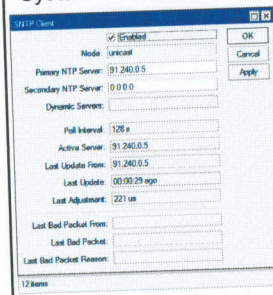 SNTP Client
Enabled
OK
Mode: unicast
Cancel
Primary NTP Server: 91.240.0.5
Apply
Secondary NTP Server: 0.0.0.0
Dynamic Servers:
Poll Interval: 128 s
Active Server: 91.240.0.5
Last Update From: 91.240.0.5
Last Update: 00:00:29 ago
Last Adjustment: 221 us
Last Bad Packet From:
Last Bad Packet:
Last Bad Packet Reason:
12 items